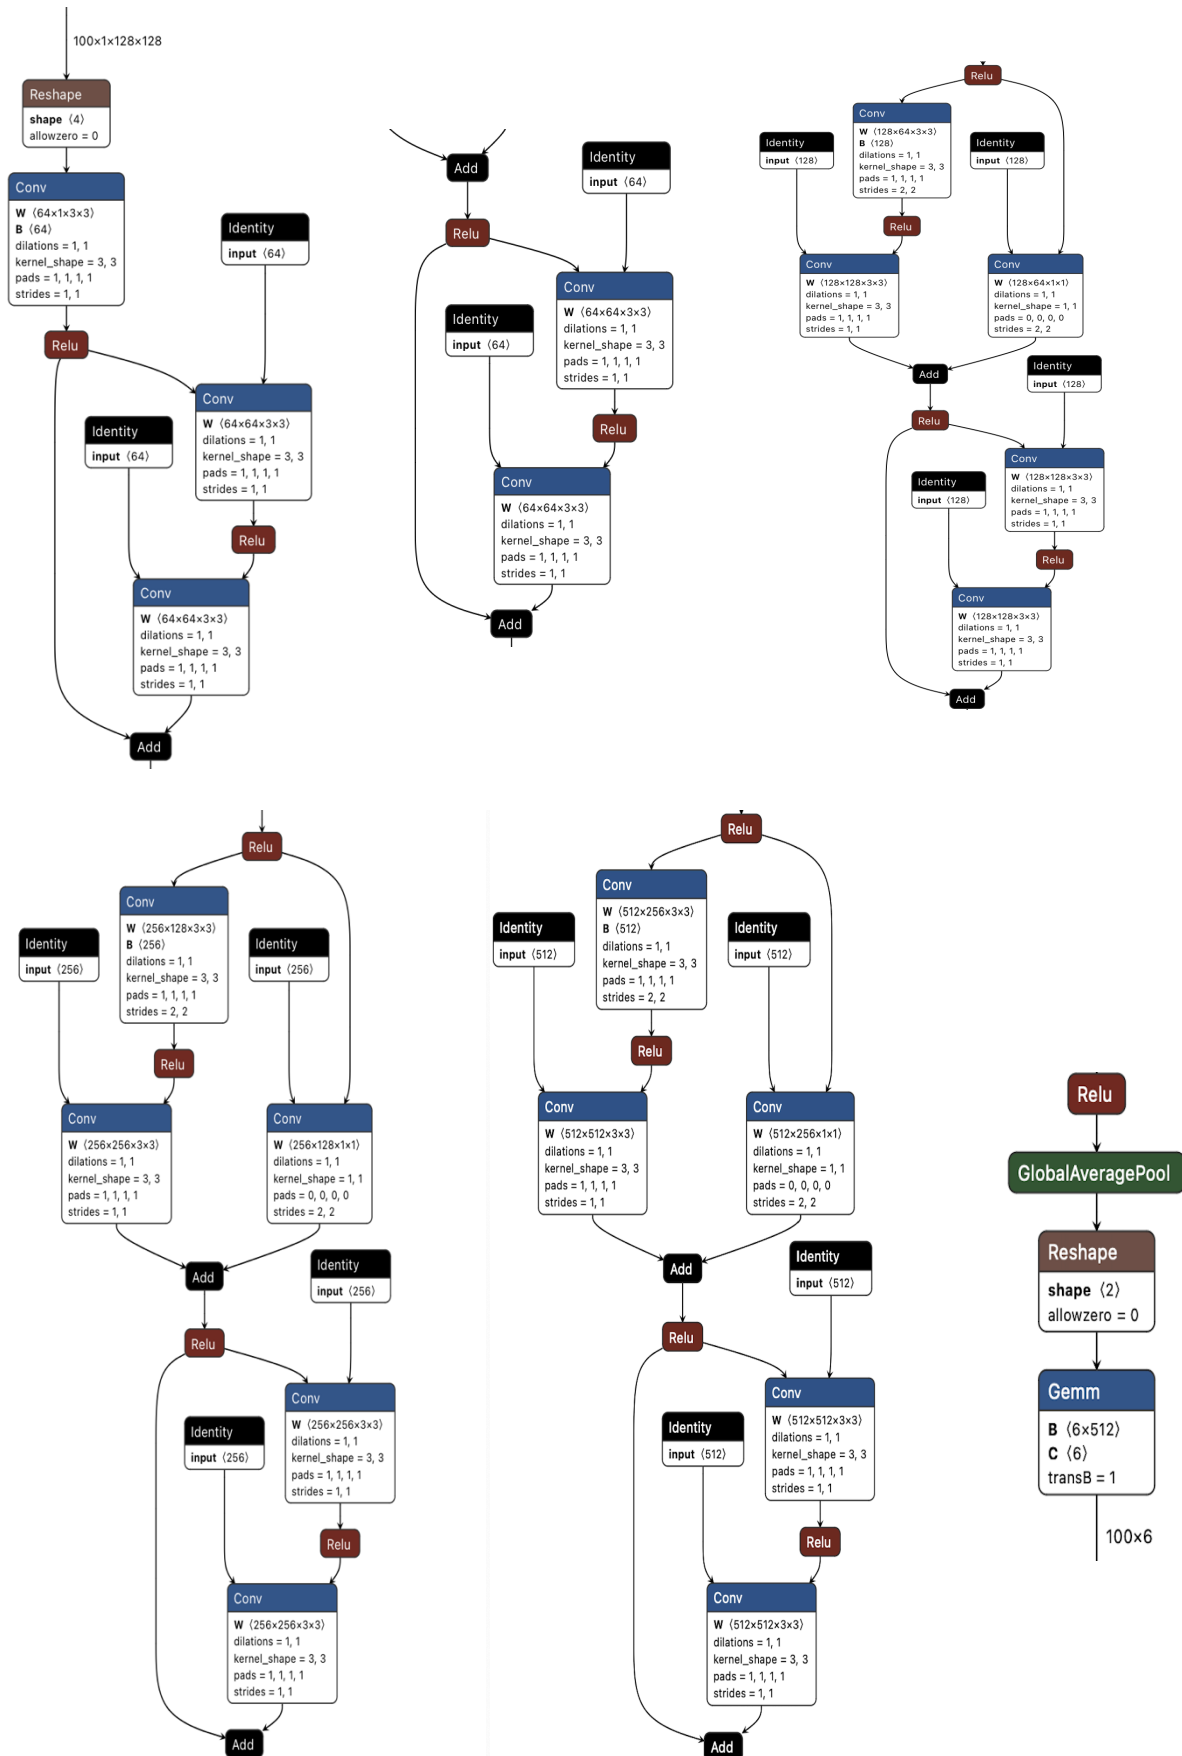 100×1×128×128
Reshape
shape ⟨4⟩
allowzero = 0
Conv
W ⟨64×1×3×3⟩
B ⟨64⟩
dilations = 1, 1
kernel_shape = 3, 3
pads = 1, 1, 1, 1
strides = 1, 1
Identity
input ⟨64⟩
Relu
Conv
W ⟨64×64×3×3⟩
dilations = 1, 1
kernel_shape = 3, 3
pads = 1, 1, 1, 1
strides = 1, 1
Identity
input ⟨64⟩
Relu
Conv
W ⟨64×64×3×3⟩
dilations = 1, 1
kernel_shape = 3, 3
pads = 1, 1, 1, 1
strides = 1, 1
Add
Add
Identity
input ⟨64⟩
Relu
Conv
W ⟨64×64×3×3⟩
dilations = 1, 1
kernel_shape = 3, 3
pads = 1, 1, 1, 1
strides = 1, 1
Identity
input ⟨64⟩
Relu
Conv
W ⟨64×64×3×3⟩
dilations = 1, 1
kernel_shape = 3, 3
pads = 1, 1, 1, 1
strides = 1, 1
Add
Relu
Conv
W ⟨128×64×3×3⟩
B ⟨128⟩
dilations = 1, 1
kernel_shape = 3, 3
pads = 1, 1, 1, 1
strides = 2, 2
Identity
input ⟨128⟩
Identity
input ⟨128⟩
Relu
Conv
W ⟨128×128×3×3⟩
dilations = 1, 1
kernel_shape = 3, 3
pads = 1, 1, 1, 1
strides = 1, 1
Conv
W ⟨128×64×1×1⟩
dilations = 1, 1
kernel_shape = 1, 1
pads = 0, 0, 0, 0
strides = 2, 2
Add
Identity
input ⟨128⟩
Relu
Conv
W ⟨128×128×3×3⟩
dilations = 1, 1
kernel_shape = 3, 3
pads = 1, 1, 1, 1
strides = 1, 1
Identity
input ⟨128⟩
Relu
Conv
W ⟨128×128×3×3⟩
dilations = 1, 1
kernel_shape = 3, 3
pads = 1, 1, 1, 1
strides = 1, 1
Add
Relu
Conv
W ⟨256×128×3×3⟩
B ⟨256⟩
dilations = 1, 1
kernel_shape = 3, 3
pads = 1, 1, 1, 1
strides = 2, 2
Identity
input ⟨256⟩
Identity
input ⟨256⟩
Relu
Conv
W ⟨256×256×3×3⟩
dilations = 1, 1
kernel_shape = 3, 3
pads = 1, 1, 1, 1
strides = 1, 1
Conv
W ⟨256×128×1×1⟩
dilations = 1, 1
kernel_shape = 1, 1
pads = 0, 0, 0, 0
strides = 2, 2
Add
Identity
input ⟨256⟩
Relu
Conv
W ⟨256×256×3×3⟩
dilations = 1, 1
kernel_shape = 3, 3
pads = 1, 1, 1, 1
strides = 1, 1
Identity
input ⟨256⟩
Relu
Conv
W ⟨256×256×3×3⟩
dilations = 1, 1
kernel_shape = 3, 3
pads = 1, 1, 1, 1
strides = 1, 1
Add
Relu
Conv
W ⟨512×256×3×3⟩
B ⟨512⟩
dilations = 1, 1
kernel_shape = 3, 3
pads = 1, 1, 1, 1
strides = 2, 2
Identity
input ⟨512⟩
Identity
input ⟨512⟩
Relu
Conv
W ⟨512×512×3×3⟩
dilations = 1, 1
kernel_shape = 3, 3
pads = 1, 1, 1, 1
strides = 1, 1
Conv
W ⟨512×256×1×1⟩
dilations = 1, 1
kernel_shape = 1, 1
pads = 0, 0, 0, 0
strides = 2, 2
Add
Identity
input ⟨512⟩
Relu
Conv
W ⟨512×512×3×3⟩
dilations = 1, 1
kernel_shape = 3, 3
pads = 1, 1, 1, 1
strides = 1, 1
Identity
input ⟨512⟩
Relu
Conv
W ⟨512×512×3×3⟩
dilations = 1, 1
kernel_shape = 3, 3
pads = 1, 1, 1, 1
strides = 1, 1
Add
Relu
GlobalAveragePool
Reshape
shape ⟨2⟩
allowzero = 0
Gemm
B ⟨6×512⟩
C ⟨6⟩
transB = 1
100×6